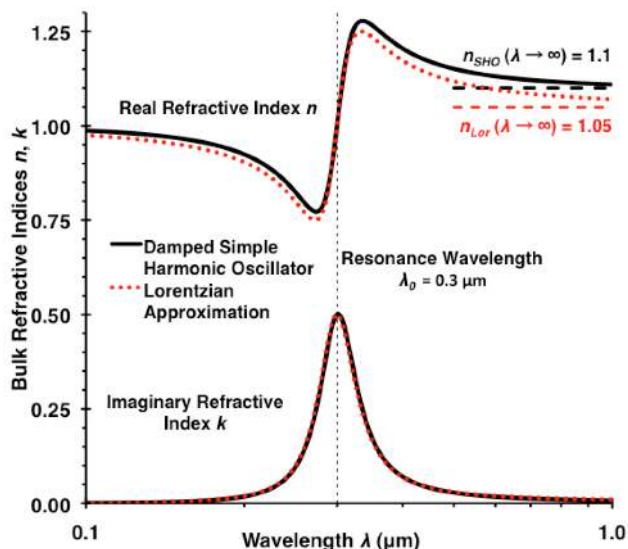 1.25
n_SHO (λ → ∞) = 1.1
Real Refractive Index n
1.00
n_Lor (λ → ∞) = 1.05
Bulk Refractive Indices n, k
0.75
Damped Simple
Harmonic Oscillator
Lorentzian
Approximation
Resonance Wavelength
λ₀ = 0.3 µm
0.50
Imaginary Refractive
Index k
0.25
0.00
0.1
Wavelength λ (µm)
1.0